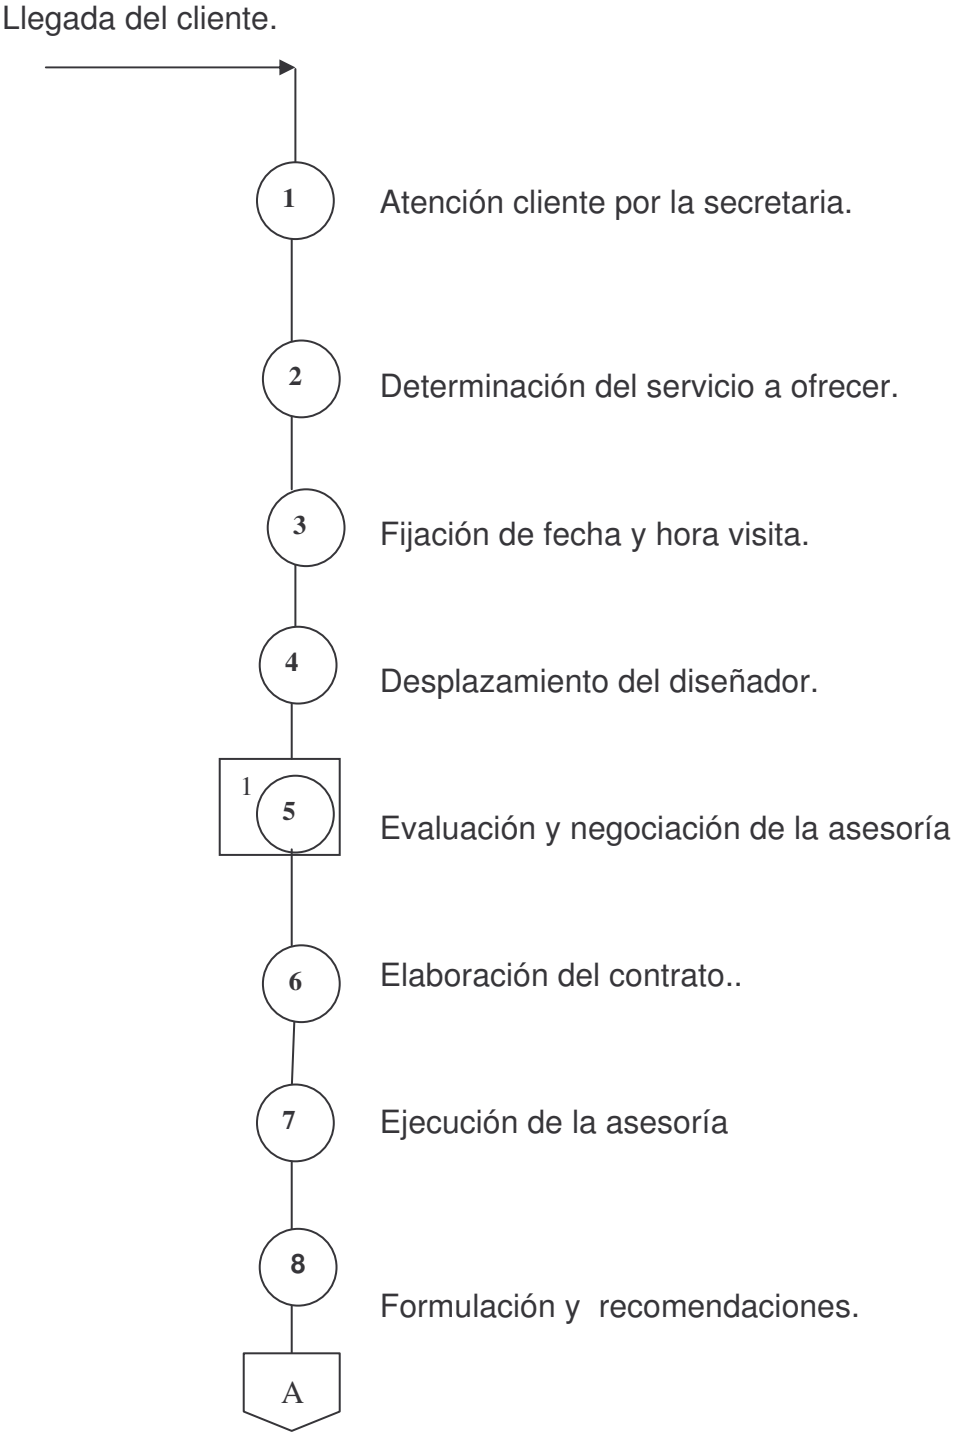 Llegada del cliente.
1 Atención cliente por la secretaria.
2 Determinación del servicio a ofrecer.
3 Fijación de fecha y hora visita.
4 Desplazamiento del diseñador.
1 5 Evaluación y negociación de la asesoría
6 Elaboración del contrato..
7 Ejecución de la asesoría
8 Formulación y  recomendaciones.
A